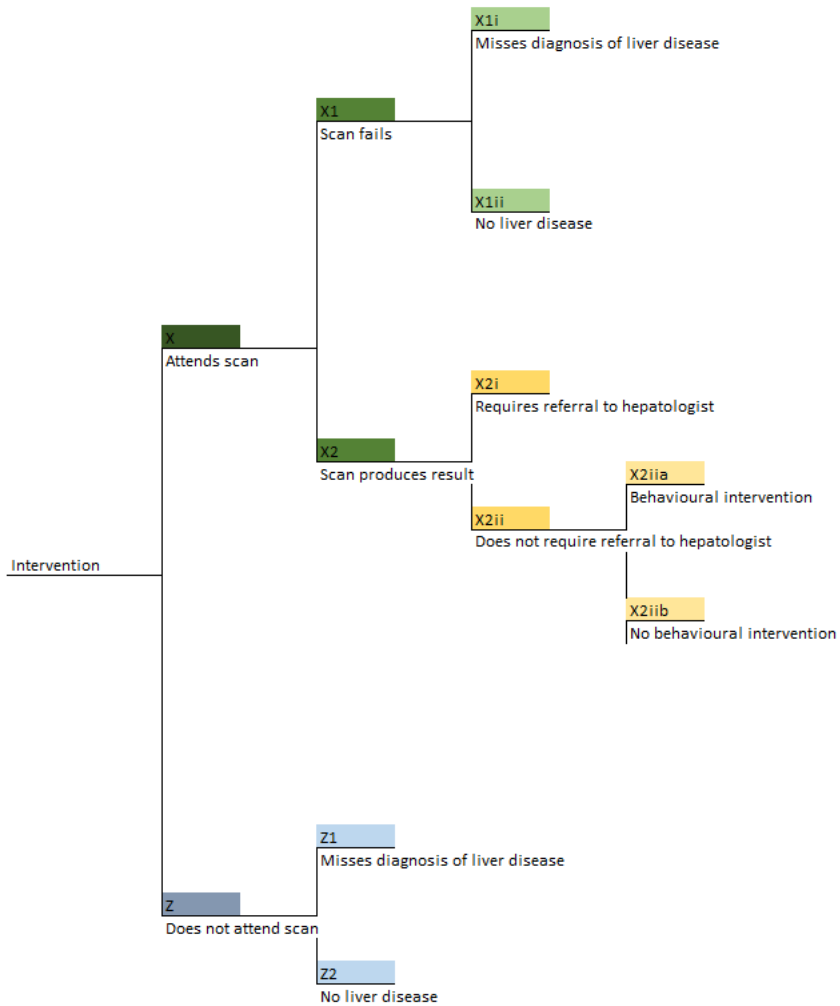 X1i
Misses diagnosis of liver disease
X1
Scan fails
X1ii
No liver disease
X
Attends scan
X2i
Requires referral to hepatologist
X2
Scan produces result
X2iia
Behavioural intervention
X2ii
Does not require referral to hepatologist
Intervention
X2iib
No behavioural intervention
Z1
Misses diagnosis of liver disease
Z
Does not attend scan
Z2
No liver disease